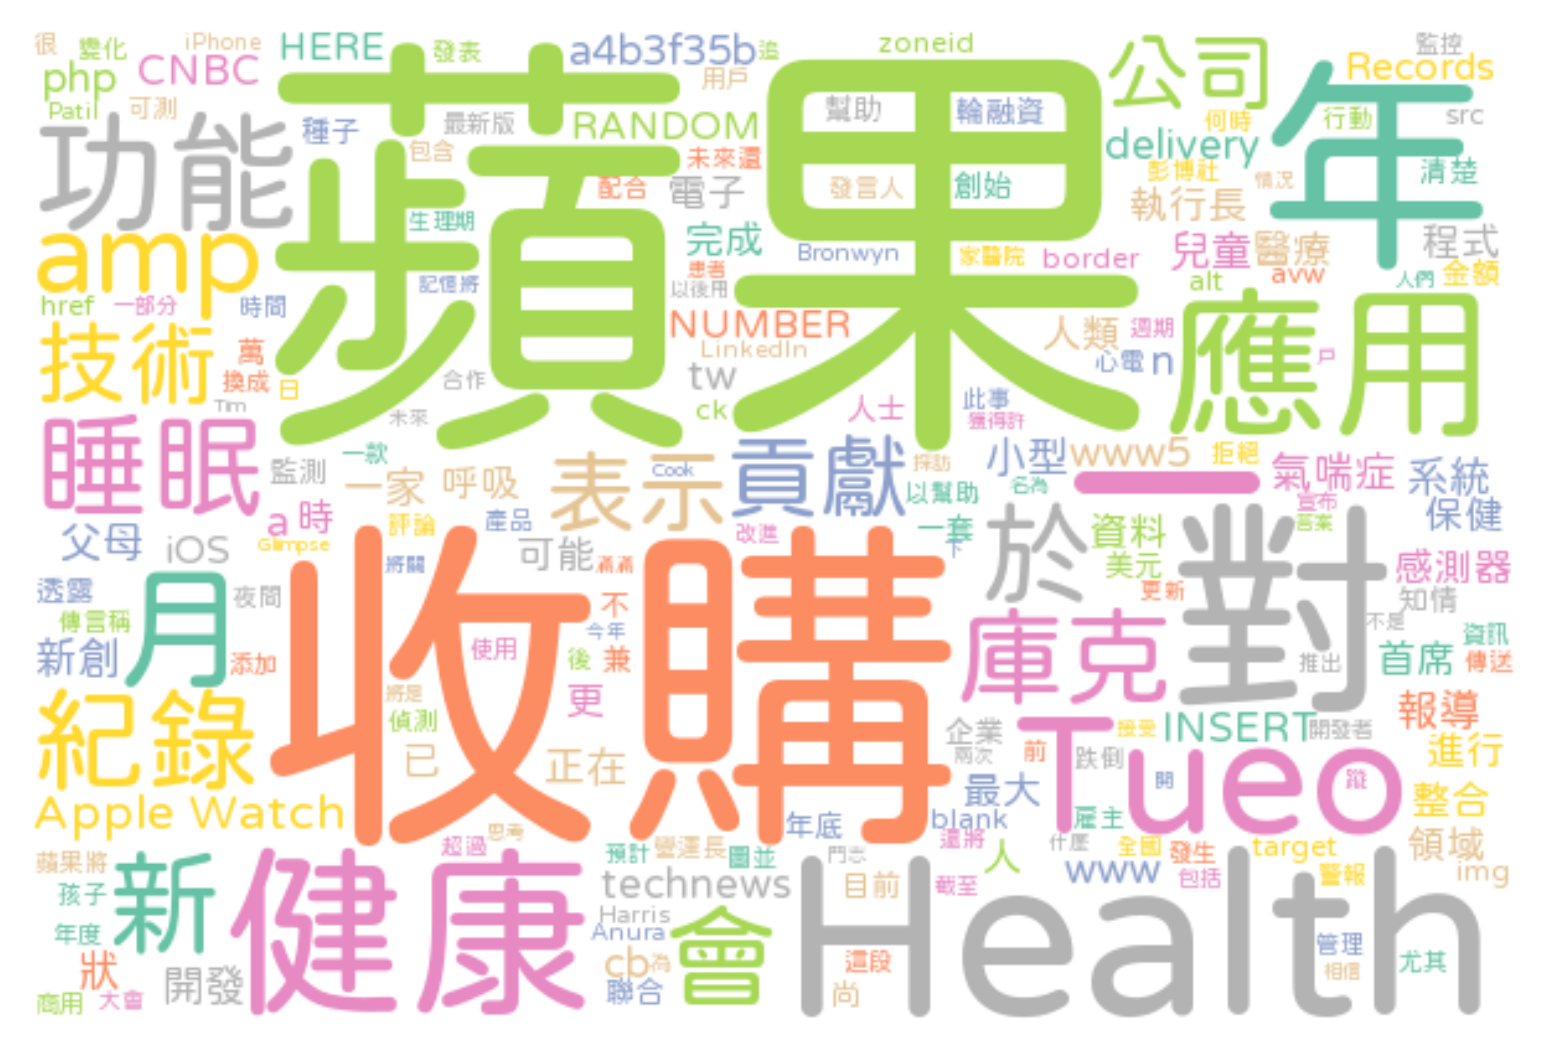 很 變化 iPhone HERE 發表 a4b3f35b 追 zoneid 公司 監控
php CNBC 用戶 Records
Patil 可測 蘋果 年
功能 種子 最新版 RANDOM 幫助 輪融資 delivery 何時 行動 src
包含 未來還 彭博社 情況 清楚
配合 電子 發言人 創始 執行長
amp 生理期 完成 Bronwyn 家醫院 border 兒童 醫療 程式
患者 avw 人們 金額
href 一部分 時間 記憶將 以後用 alt
技術 萬 NUMBER 人類 週期 應用
換成 日 合作 LinkedIn tw 心電 n 戶
Tim 未來 ck 人士 此事 獲得許
睡眠 監測 一款 一家 呼吸 表示 Cook 貢獻 採訪 小型 www5 拒絕 一 氣喘症 系統
以幫助 名為 宣布 保健
父母 iOS a 時 評論 產品 改進 一套 下 於 資料 言業 對
Glimpse 將關 可能 滿滿 美元 感測器
透露 月 夜間 收購 不 更新 知情
傳言稱 今年 庫克 不是 資訊
新創 添加 使用 後 兼 推出 首席 傳送
紀錄 將是 更 報導
偵測 企業 Tueo 接受 INSERT 開發者 進行
已 正在 兩次 前 跌倒
Apple Watch 最大 開 蹤 整合
年底 blank 雇主
思考 超過 營運長 還將 什麼 全國 target 領域
蘋果將 新 健康 預計 圖並 鬥志 人 www 發生 img
孩子 technews 目前 截至 包括 警報
年度 Harris Health
Anura 會 管理
狀 開發 cb 為 這段 相信 尤其
商用 大會 聯合 尚